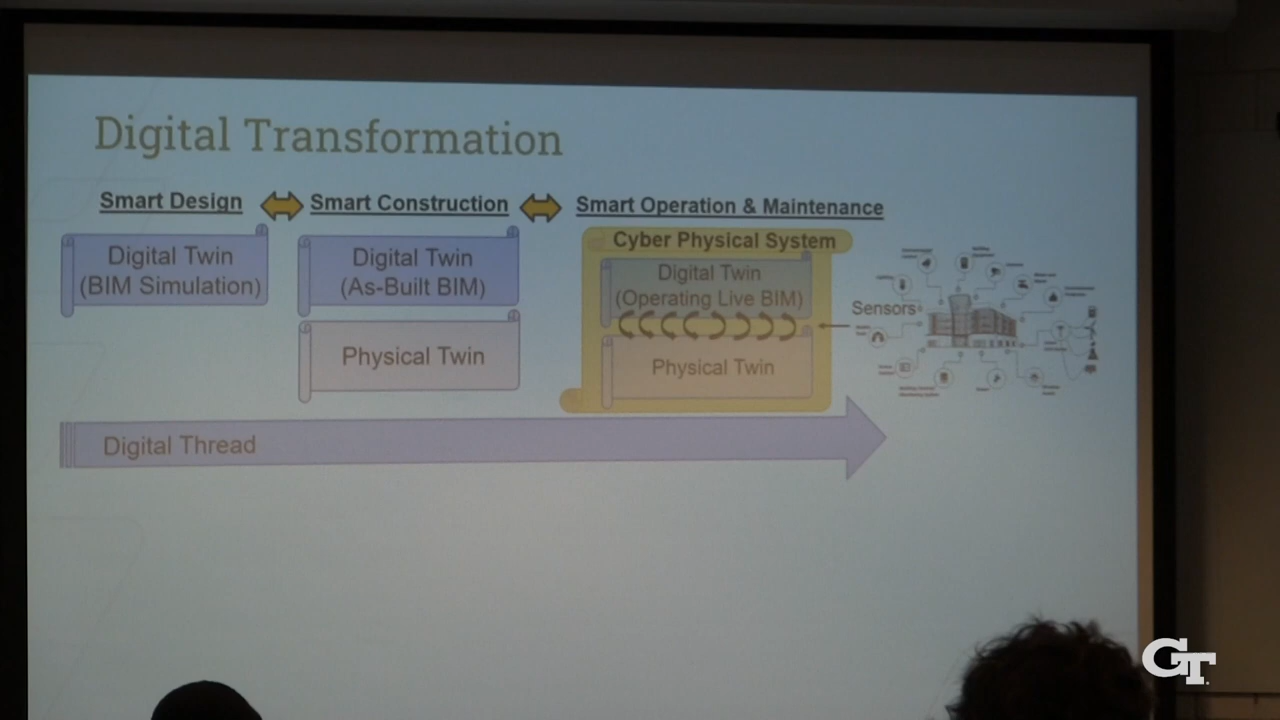 Digital Transformation
Smart Design
Smart Construction
Smart Operation & Maintenance
Digital Twin
(BIM Simulation)
Digital Twin
(As-Built BIM)
Physical Twin
Cyber Physical System
Digital Twin
(Operating Live BIM)
Physical Twin
Sensors
Digital Thread
GT